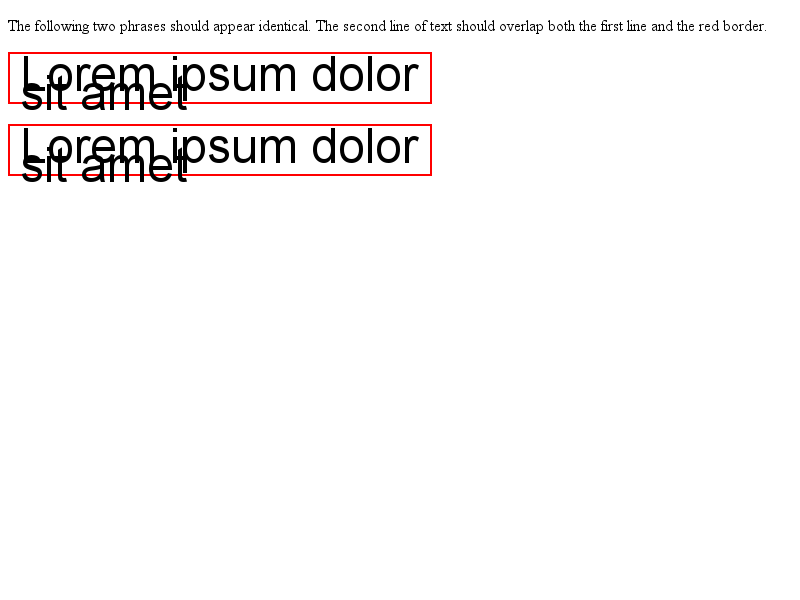 The following two phrases should appear identical. The second line of text should overlap both the first line and the red border.
Lorem ipsum dolor
sit amet
Lorem ipsum dolor
sit amet